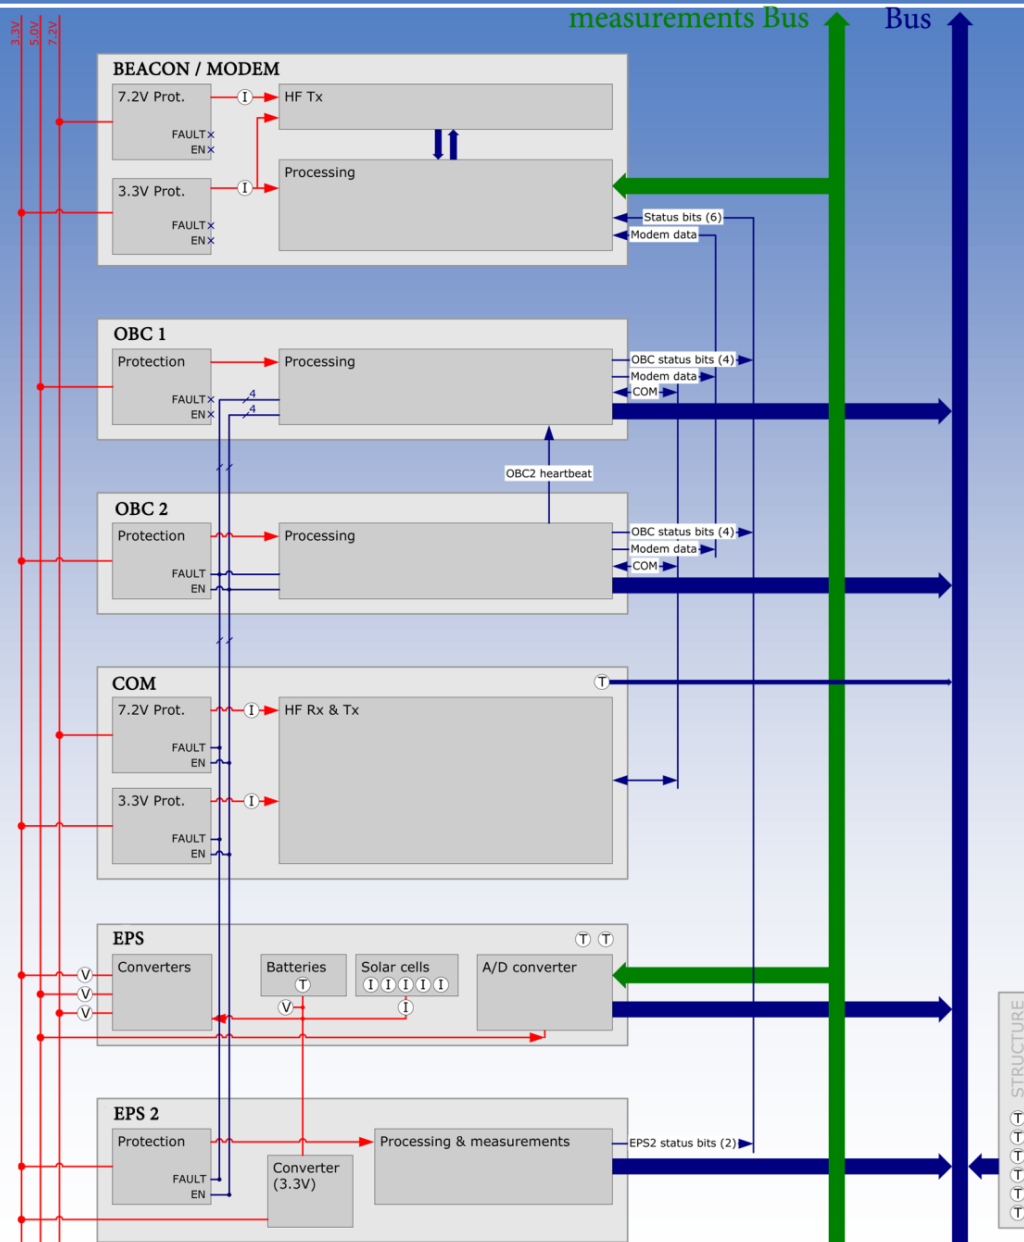 measurements Bus
Bus
3.3V
5.0V
7.2V
BEACON / MODEM
7.2V Prot.
I
HF Tx
FAULT
EN
3.3V Prot.
I
Processing
FAULT
EN
Status bits (6)
Modem data
OBC 1
Protection
Processing
FAULT
EN
4
4
OBC status bits (4)
Modem data
COM
OBC2 heartbeat
OBC 2
Protection
Processing
FAULT
EN
OBC status bits (4)
Modem data
COM
COM
T
7.2V Prot.
I
HF Rx & Tx
FAULT
EN
3.3V Prot.
I
FAULT
EN
EPS
T T
V
V
V
Converters
Batteries
T
V
Solar cells
I I I I I
I
A/D converter
EPS 2
Protection
FAULT
EN
Converter
(3.3V)
Processing & measurements
EPS2 status bits (2)
STRUCTURE
T
T
T
T
T
T